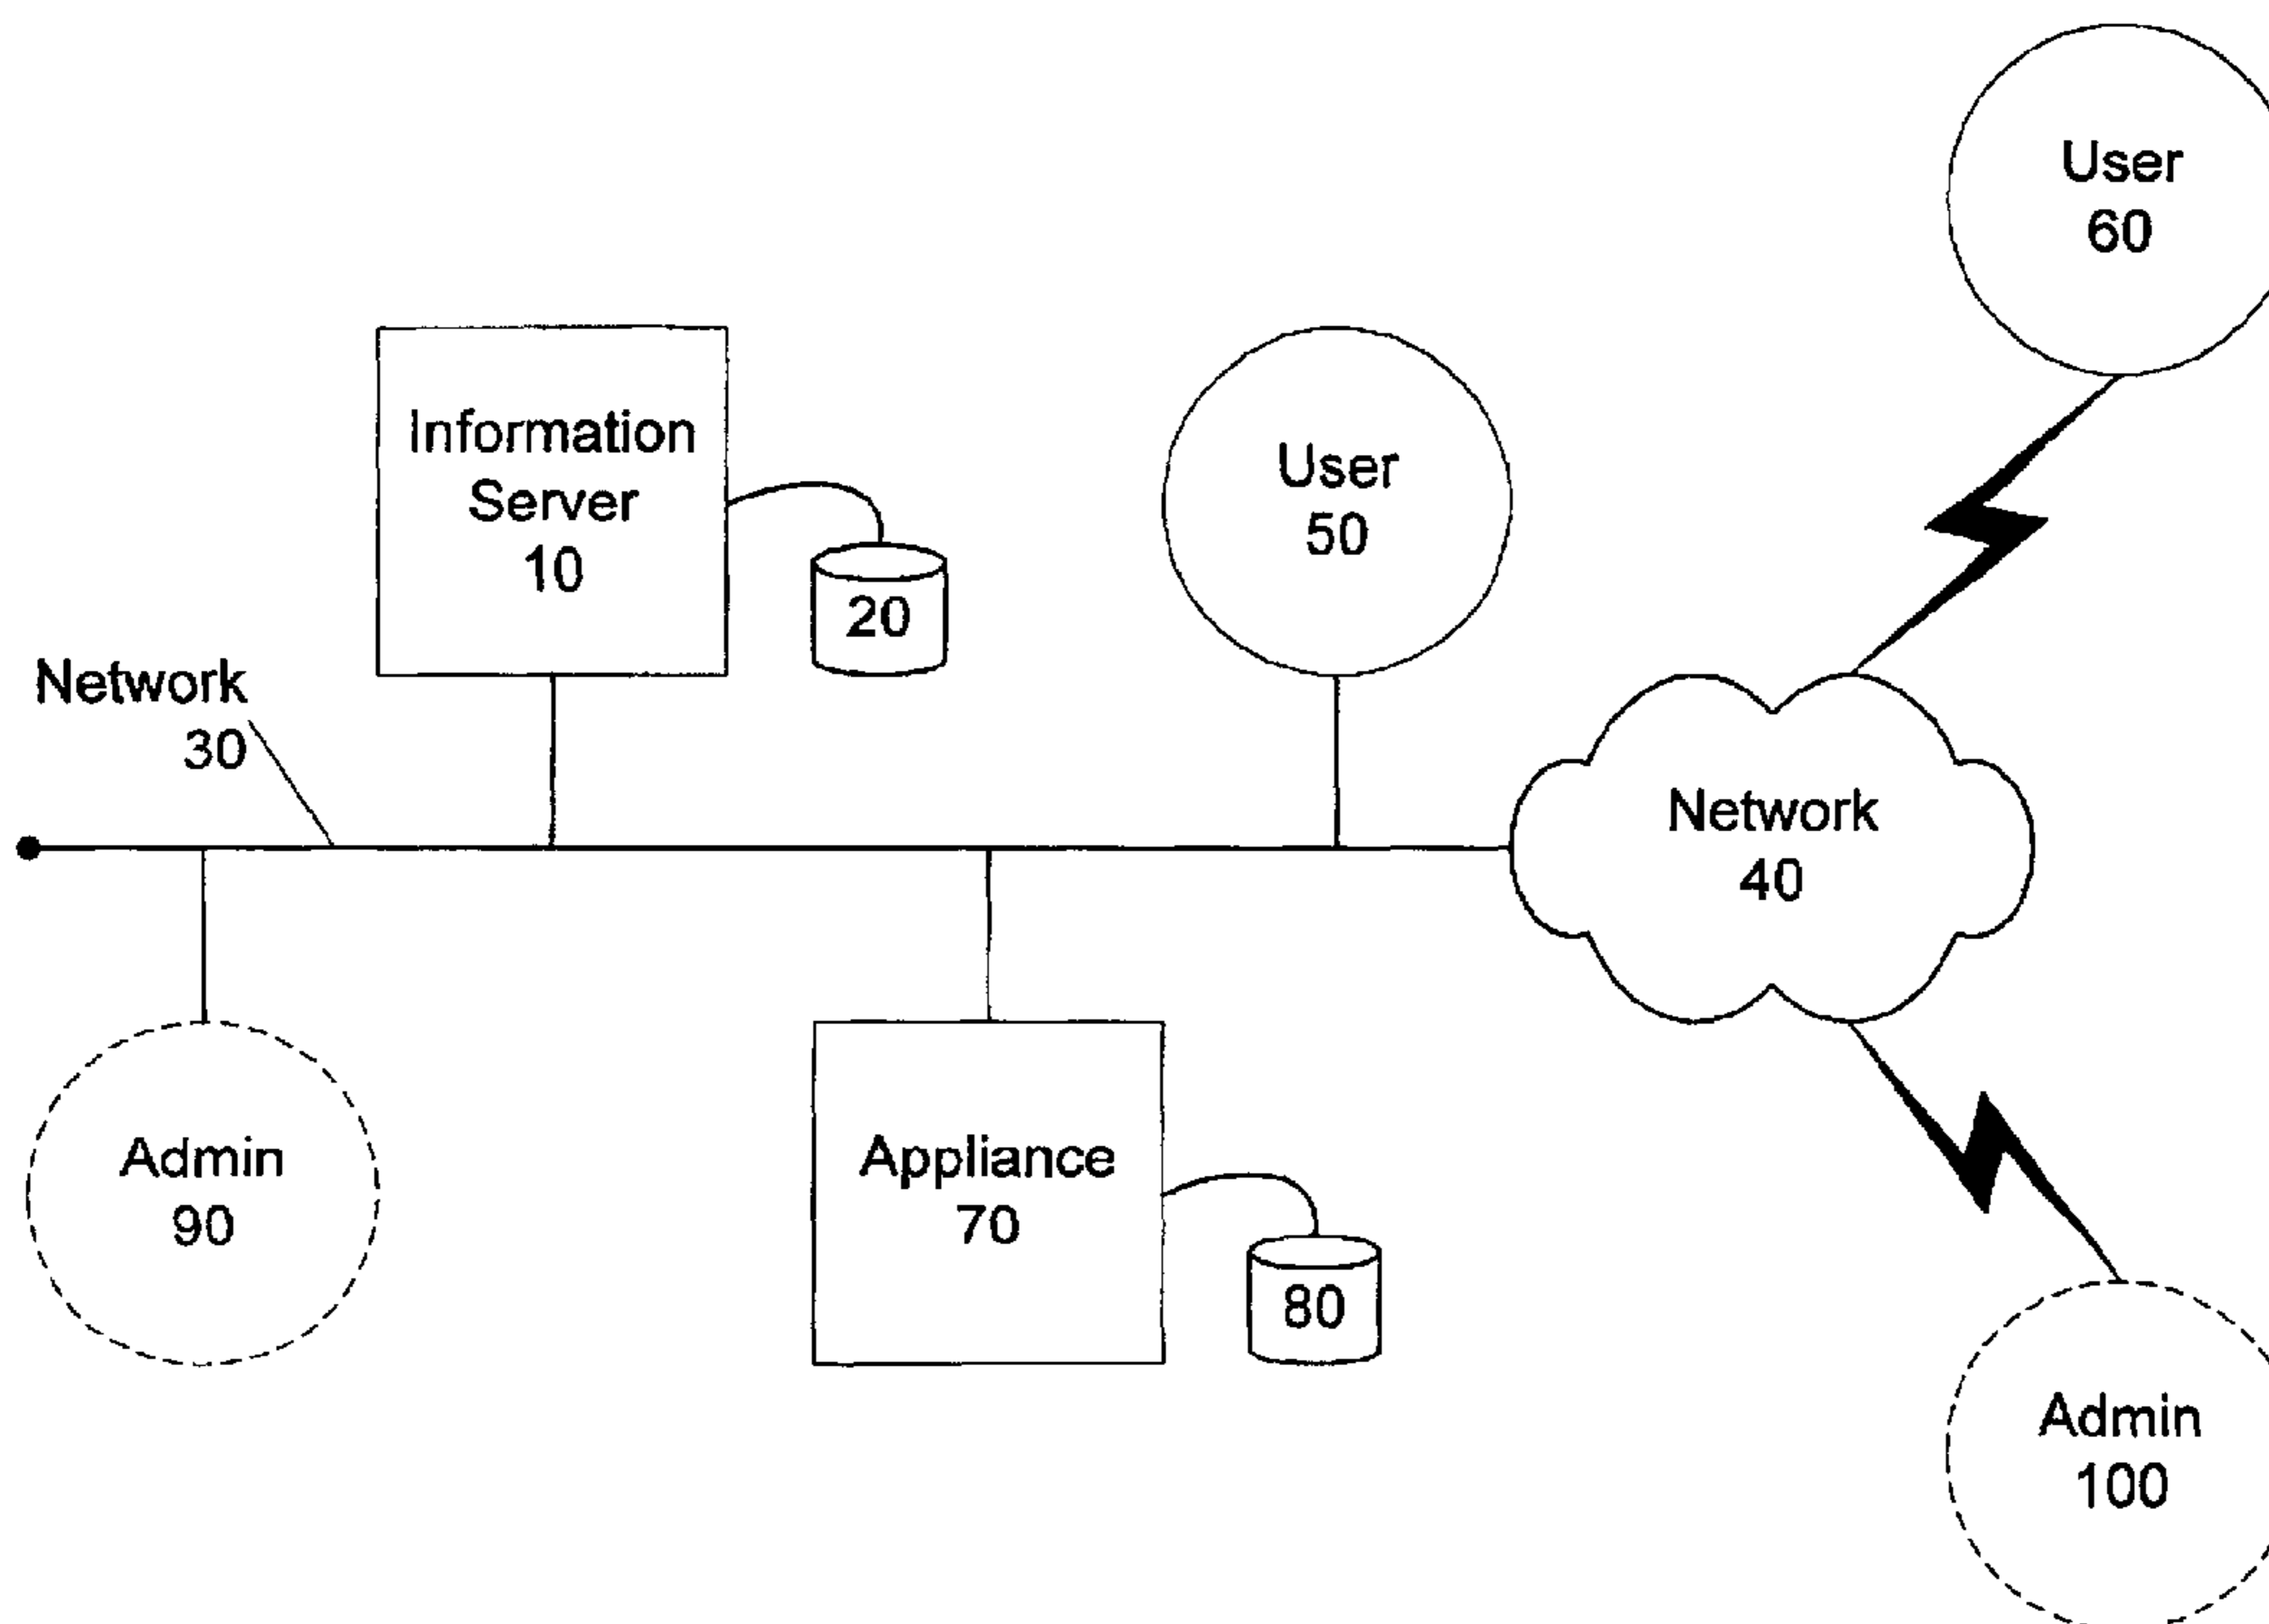 User
60
Information
Server
10
20
User
50
Network
30
Network
40
Admin
90
Appliance
70
80
Admin
100